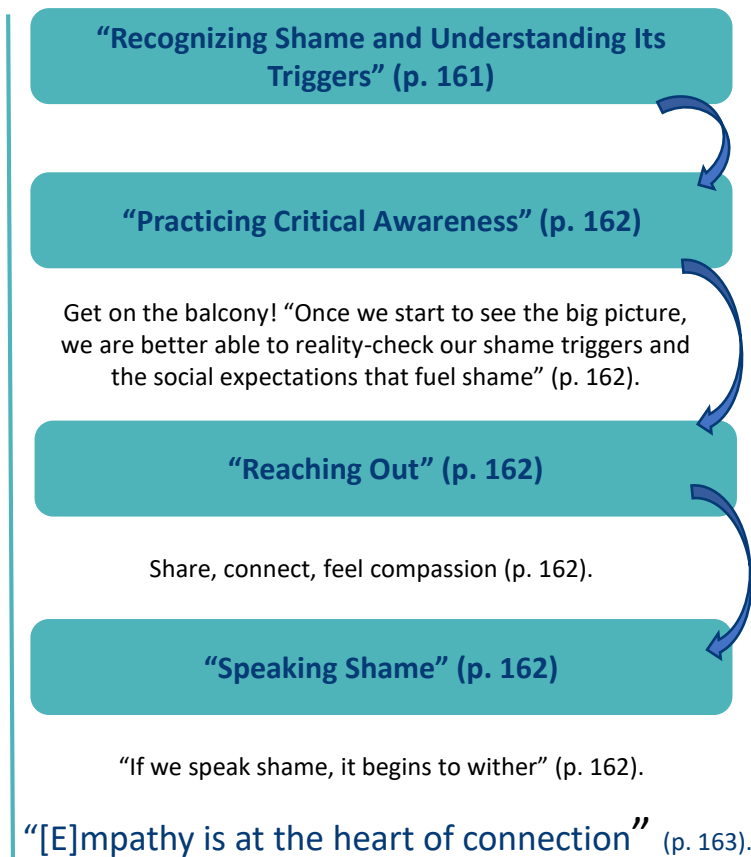 “Recognizing Shame and Understanding Its
Triggers” (p. 161)
“Practicing Critical Awareness” (p. 162)
Get on the balcony! “Once we start to see the big picture,
we are better able to reality-check our shame triggers and
the social expectations that fuel shame” (p. 162).
“Reaching Out” (p. 162)
Share, connect, feel compassion (p. 162).
“Speaking Shame” (p. 162)
“If we speak shame, it begins to wither” (p. 162).
“[E]mpathy is at the heart of connection” (p. 163).